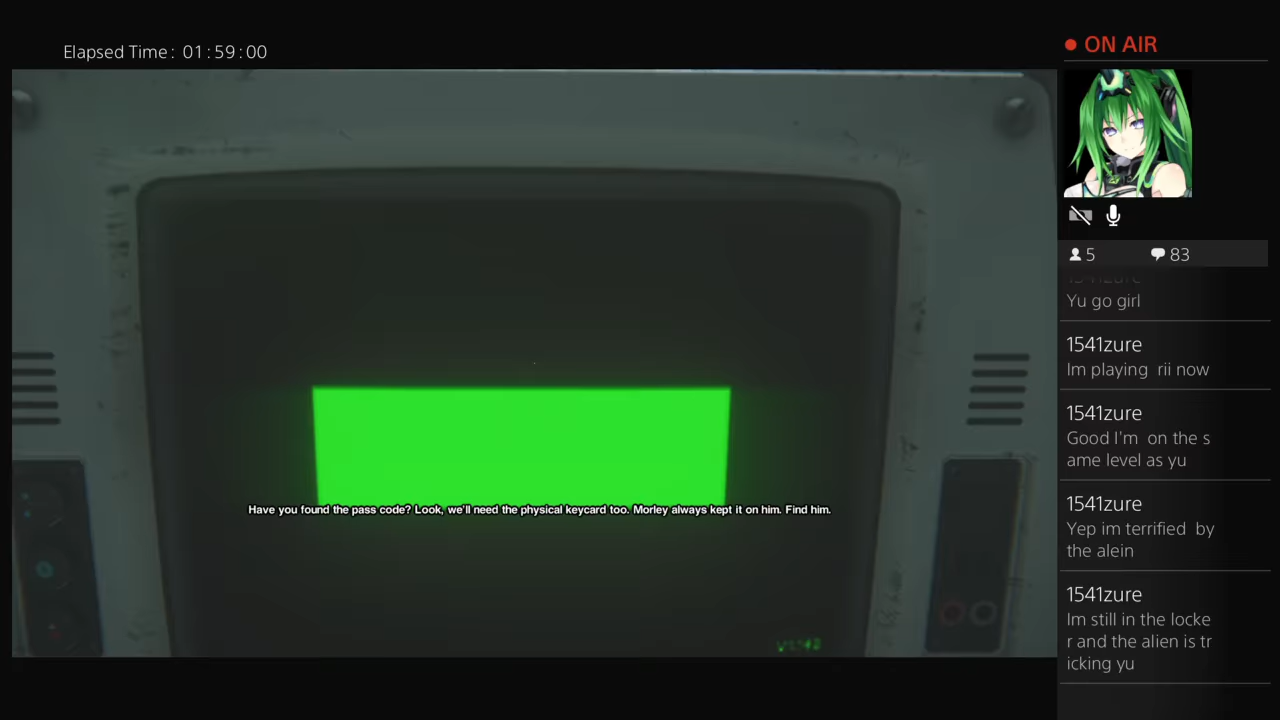 Elapsed Time: 01:59:00
ON AIR
5
83
Yu go girl
1541zure
Im playing  rii now
1541zure
Good I'm  on the s
ame level as yu
1541zure
Yep im terrified  by
the alein
1541zure
Im still in the locke
r and the alien is tr
icking yu
Have you found the pass code? Look, we'll need the physical keycard too. Morley always kept it on him. Find him.